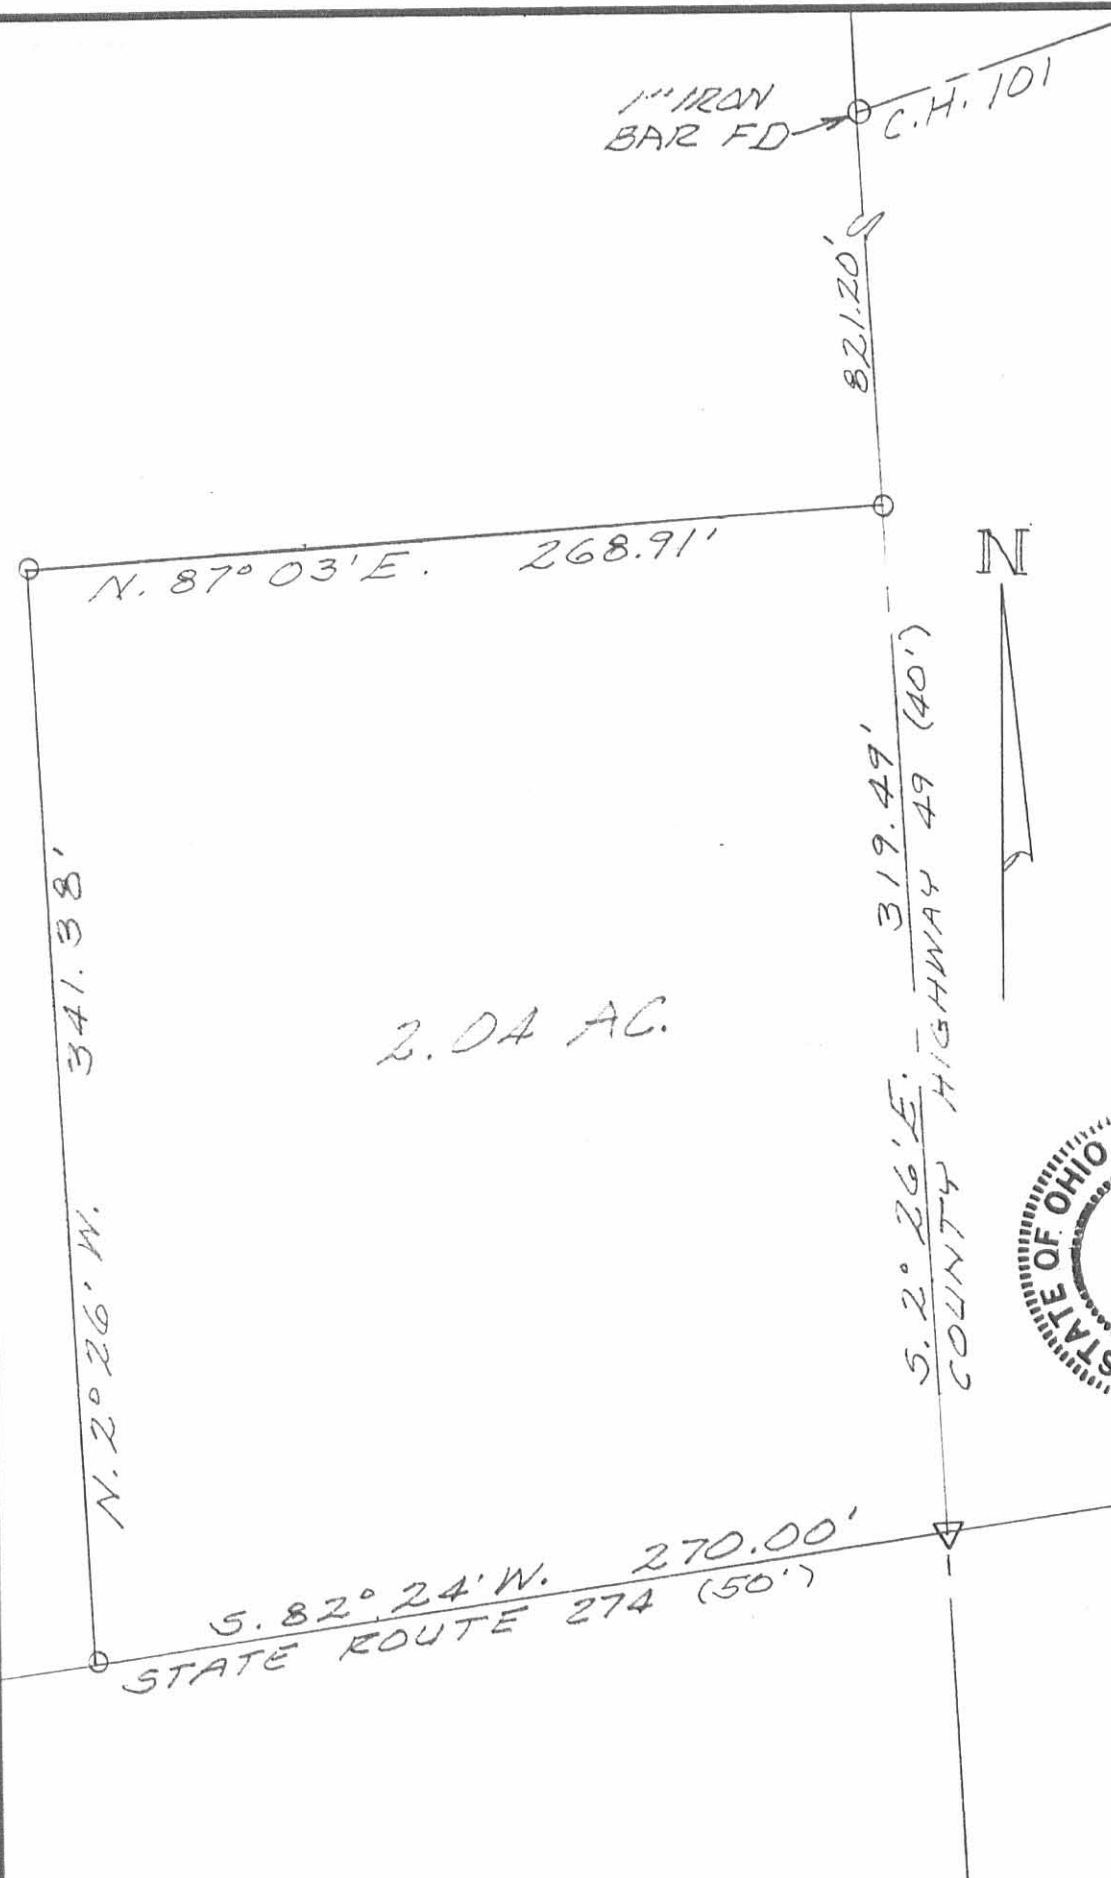 1" IRON
BAR FD
C.H. 101
821.20'
N. 87° 03' E. 268.91'
N
341.38'
N. 2° 26' W.
2.04 AC.
S. 2° 26' E. 319.49'
COUNTY HIGHWAY 49 (40')
STATE OF OHIO
S. 82° 24' W. 270.00'
STATE ROUTE 274 (50')